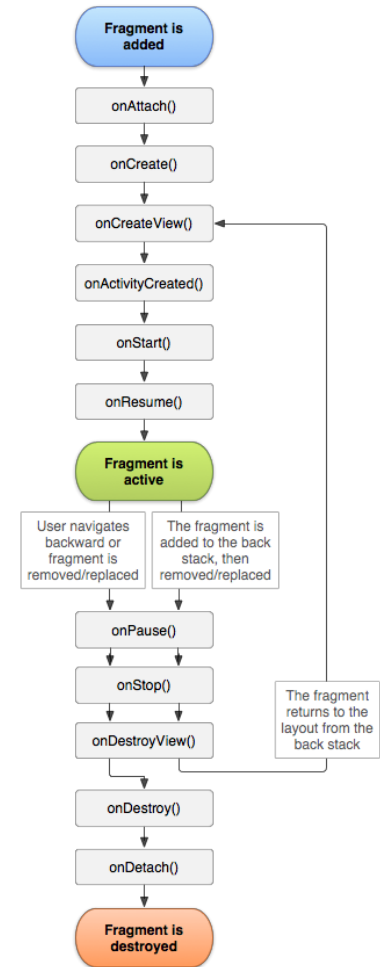 Fragment is
added
onAttach()
onCreate()
onCreateView()
onActivityCreated()
onStart()
onResume()
Fragment is
active
User navigates
backward or
fragment is
removed/replaced
The fragment is
added to the back
stack, then
removed/replaced
onPause()
onStop()
onDestroyView()
The fragment
returns to the
layout from the
back stack
onDestroy()
onDetach()
Fragment is
destroyed